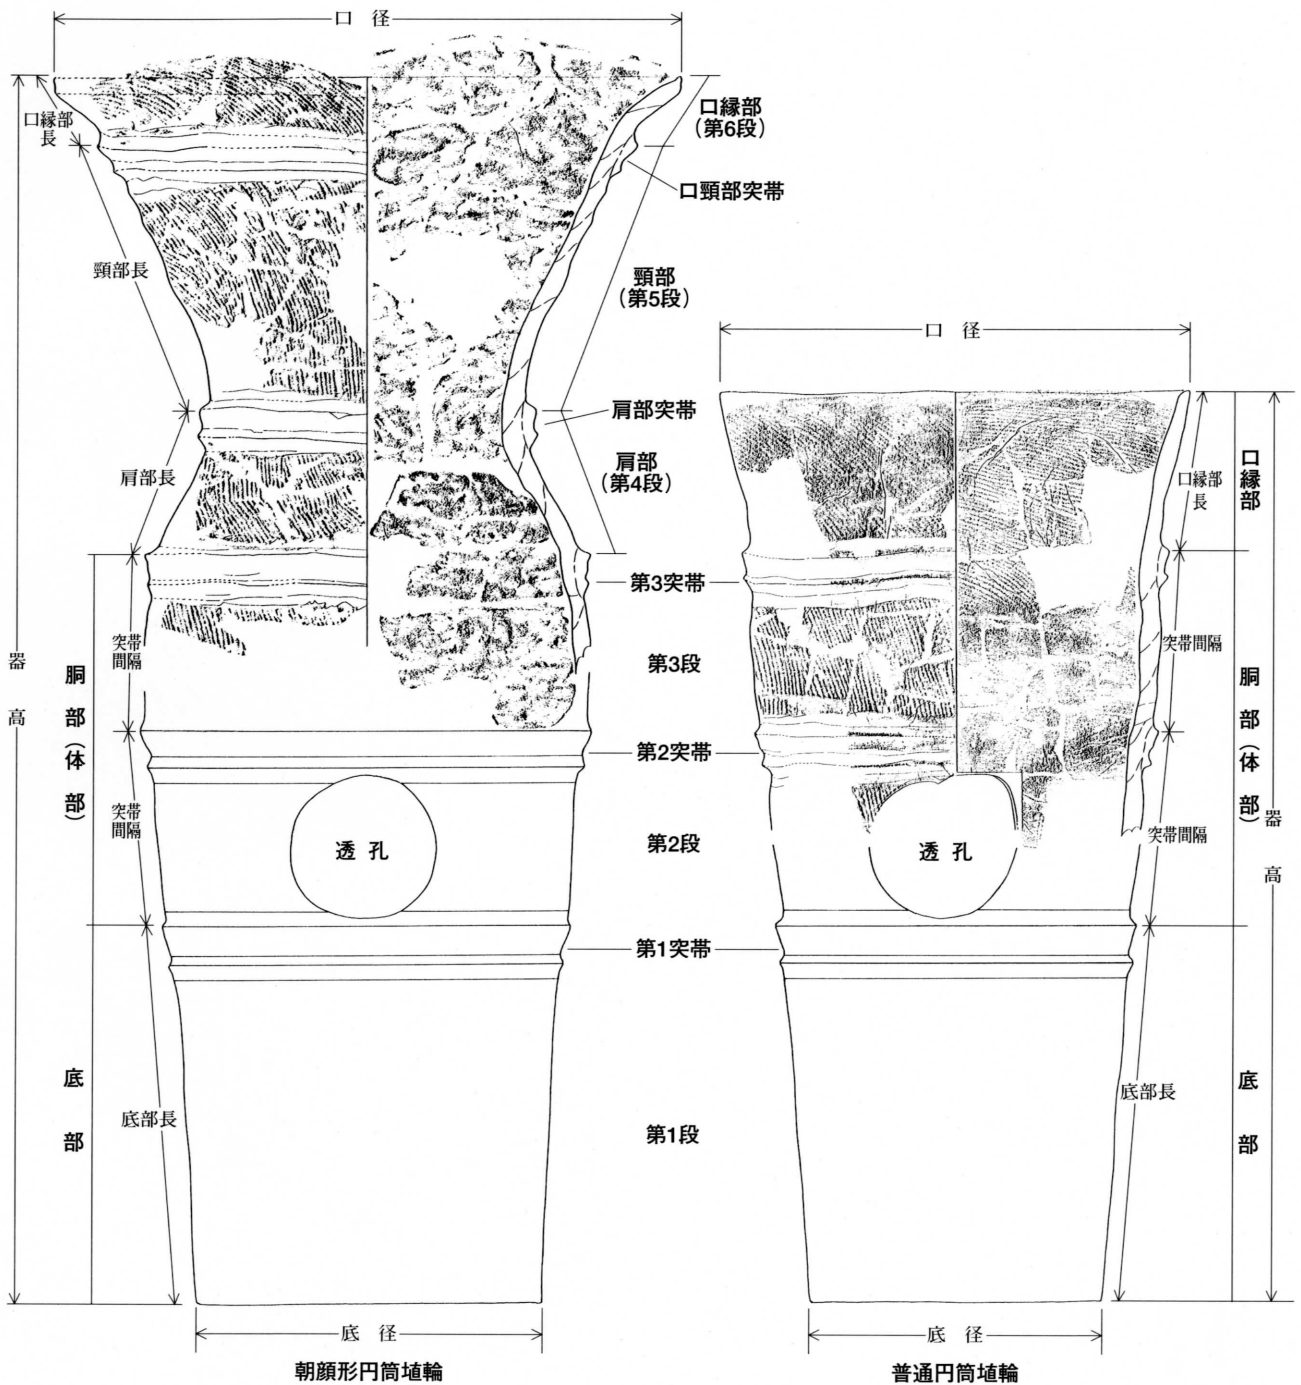 口径
口縁部
長
頸部長
肩部長
突帯
間隔
突帯
間隔
器高
胴部(体部)
底部
底部長
透孔
底径
朝顔形円筒埴輪
口縁部
(第6段)
口頸部突帯
頸部
(第5段)
肩部突帯
肩部
(第4段)
第3突帯
第3段
第2突帯
第2段
第1突帯
第1段
口径
口縁部
長
口縁部
突帯間隔
胴部(体部)
突帯間隔
器高
透孔
底部長
底部
底径
普通円筒埴輪